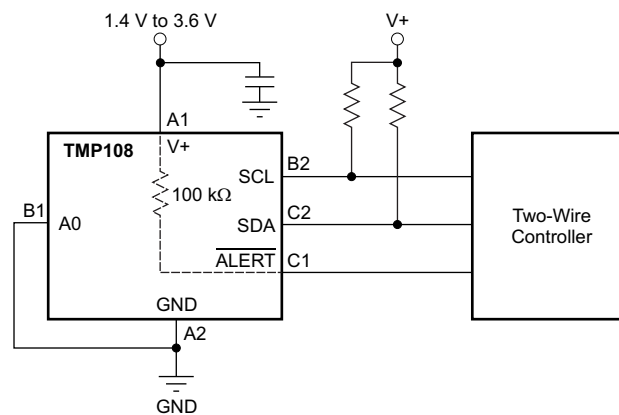 1.4 V to 3.6 V
V+
A1
TMP108
V+
B2
SCL
100 kΩ
B1
A0
C2
SDA
Two-Wire
Controller
ALERT
C1
GND
A2
GND